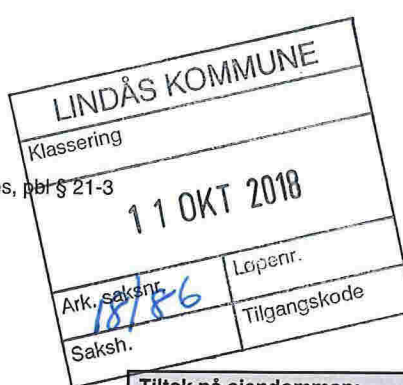 LINDÅS KOMMUNE
Klassering
es, pbl § 21-3
11 OKT 2018
Ark. saksnr.
18/86
Løpenr.
Saksh.
Tilgangskode
Tiltak på eiendommen: